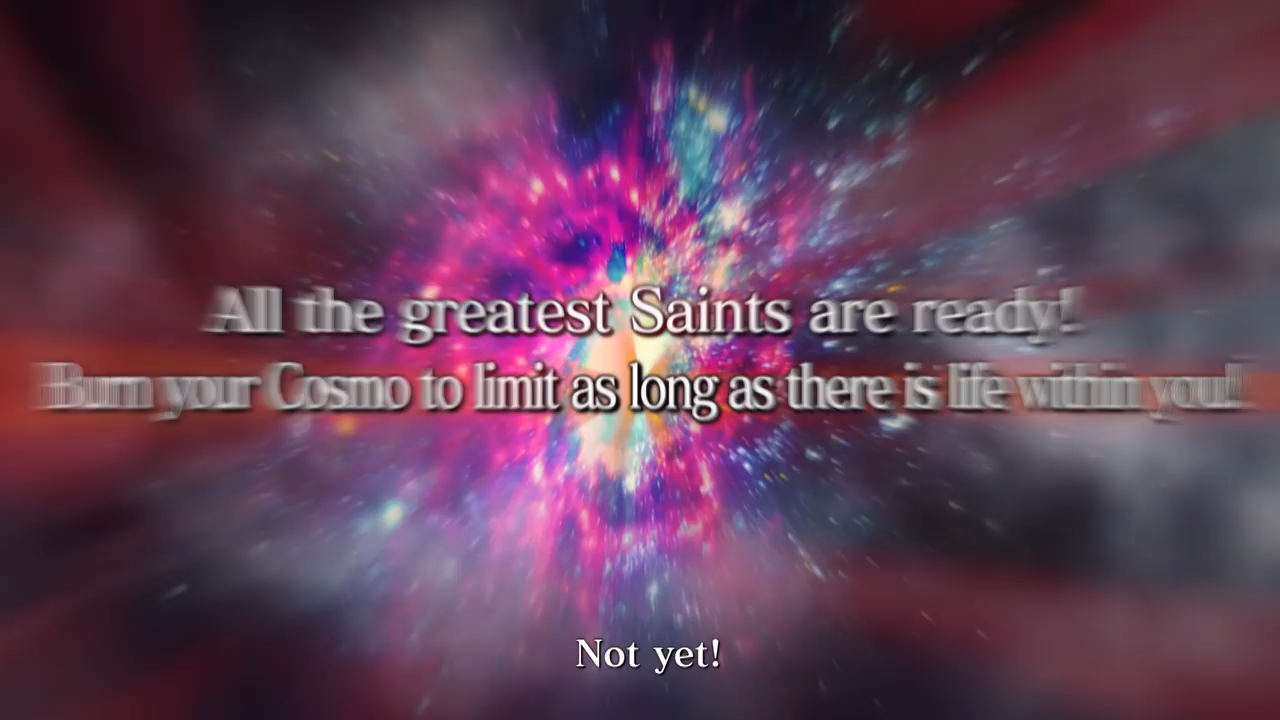 All the greatest Saints are ready!
Burn your Cosmo to limit as long as there is life within you!
Not yet!